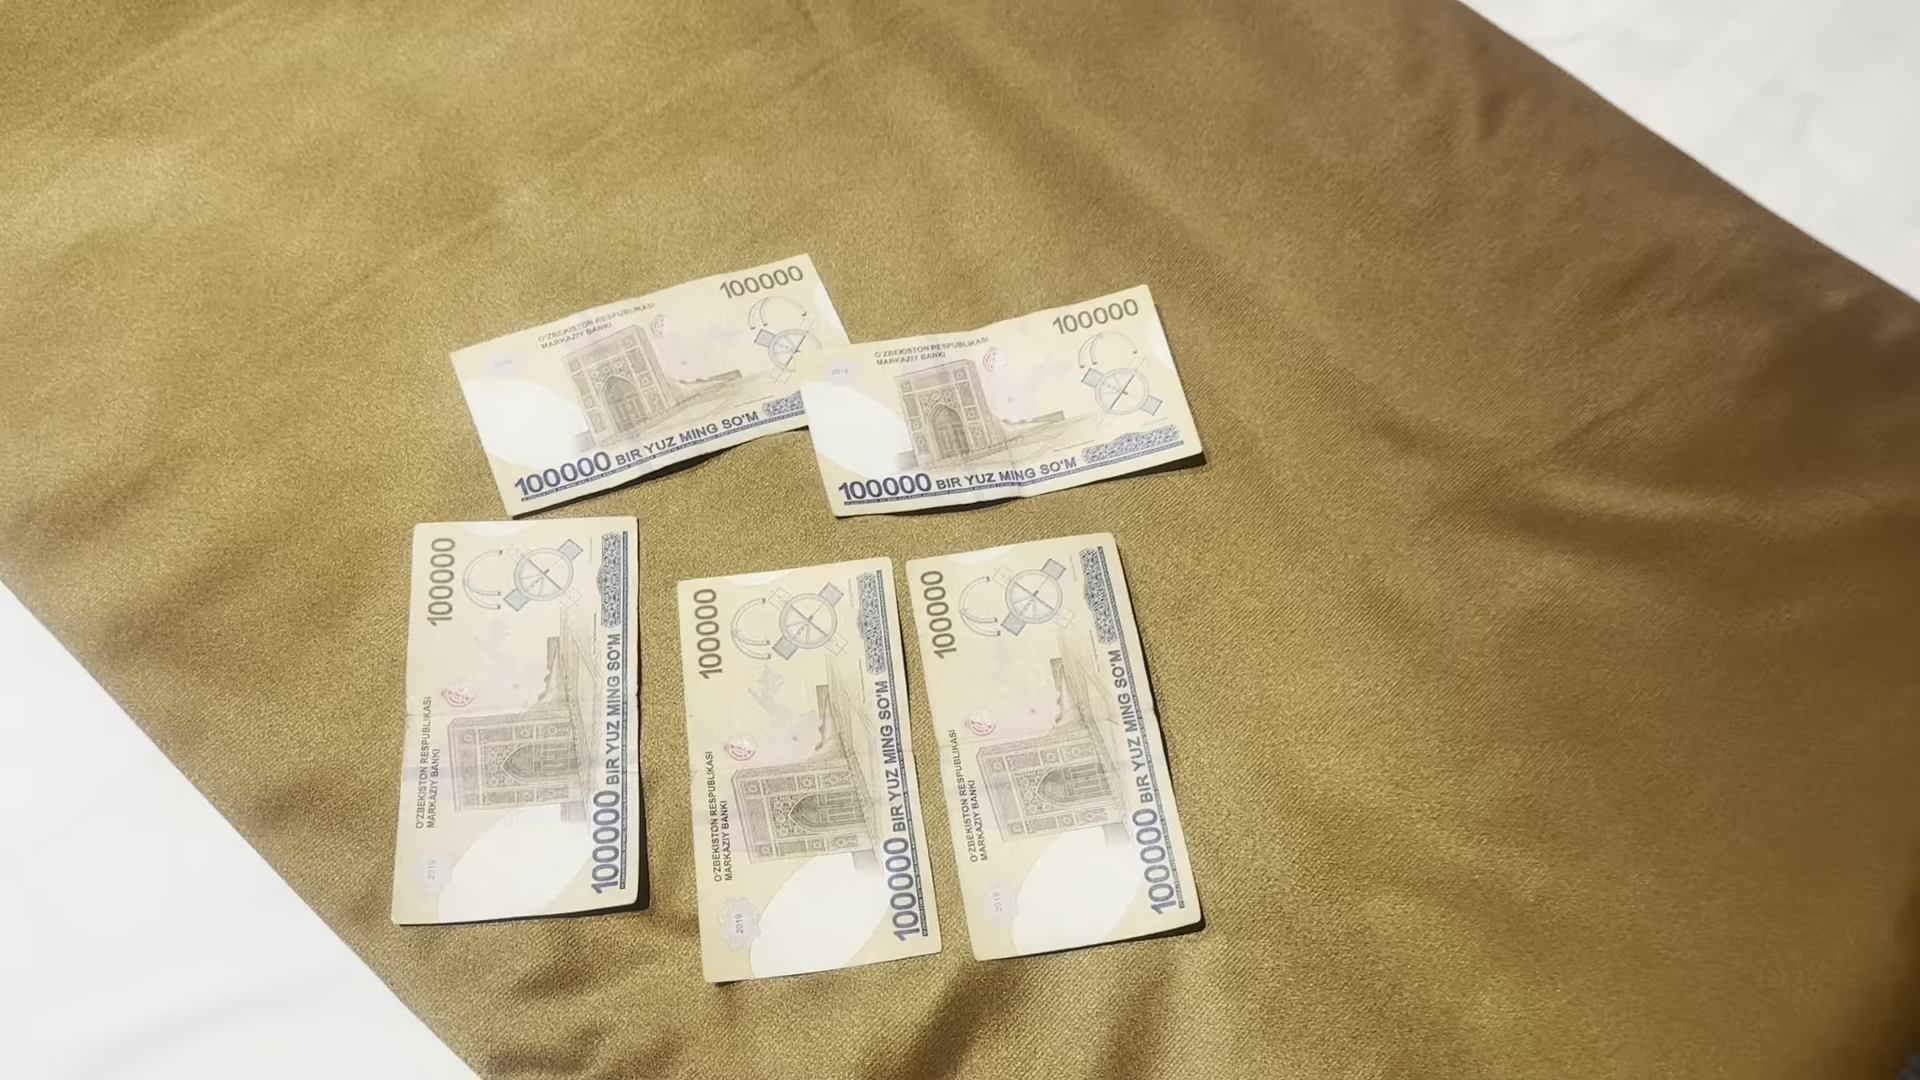 100000
O'ZBEKISTON RESPUBLIKASI
MARKAZIY BANKI
2019
100000 BIR YUZ MING SO'M
100000
O'ZBEKISTON RESPUBLIKASI
MARKAZIY BANKI
2019
100000 BIR YUZ MING SO'M
100000
O'ZBEKISTON RESPUBLIKASI
MARKAZIY BANKI
2019
100000 BIR YUZ MING SO'M
100000
O'ZBEKISTON RESPUBLIKASI
MARKAZIY BANKI
2019
100000 BIR YUZ MING SO'M
100000
O'ZBEKISTON RESPUBLIKASI
MARKAZIY BANKI
2019
100000 BIR YUZ MING SO'M